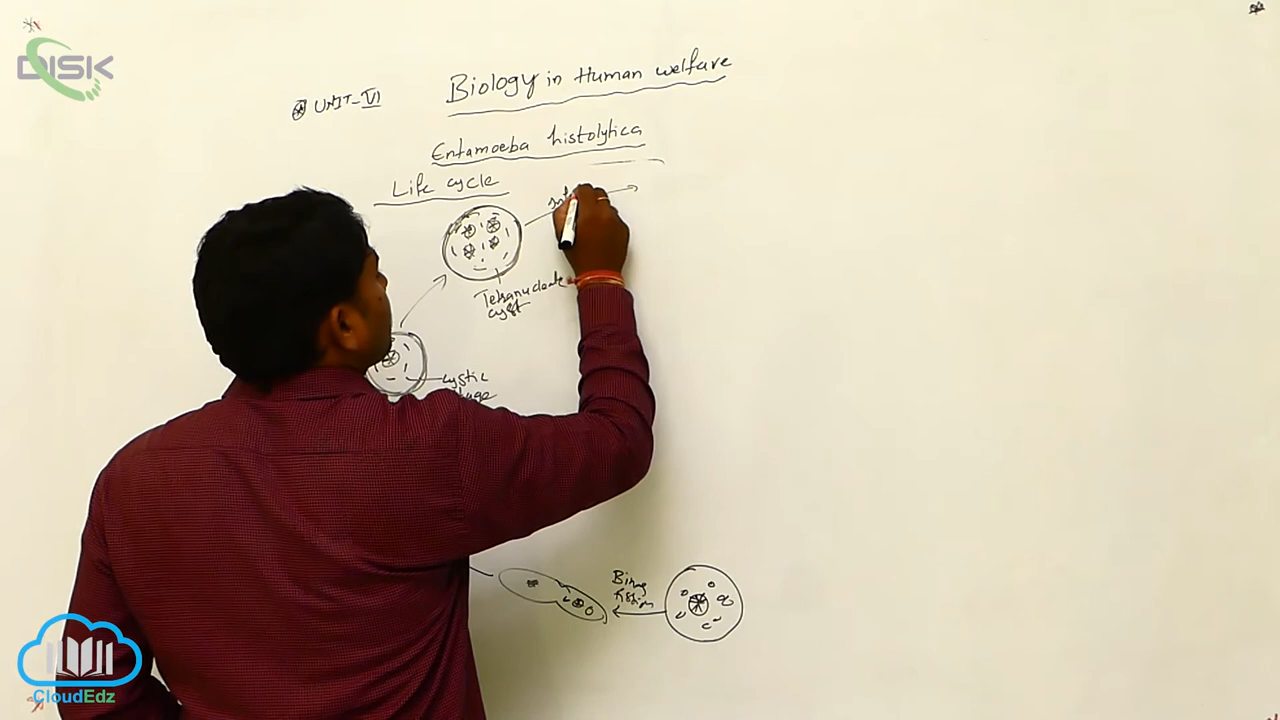 DISK
UNIT-VI
Biology in Human welfare
Entamoeba histolytica
Life cycle
Tetranucleate
cyst
cystic
Binary
fission
CloudEdz